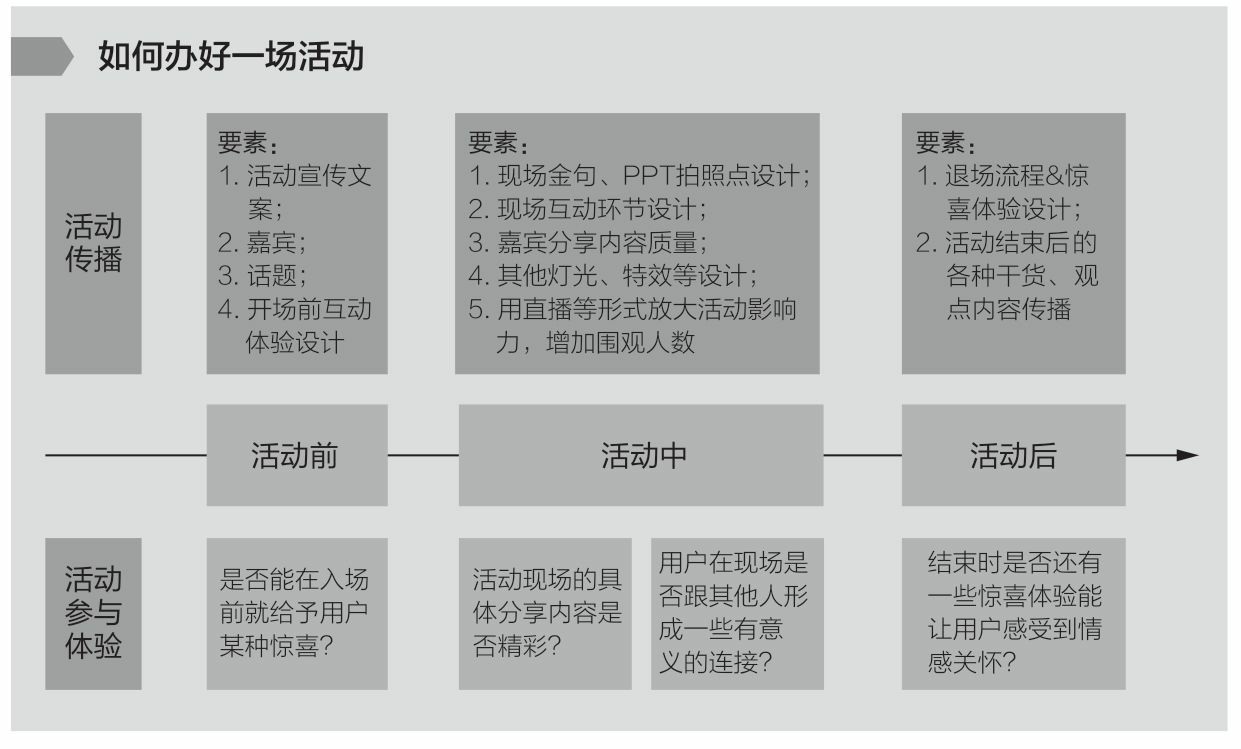 如何办好一场活动
活动
传播
要素：
1. 活动宣传文
案；
2. 嘉宾；
3. 话题；
4. 开场前互动
体验设计
要素：
1. 现场金句、PPT拍照点设计；
2. 现场互动环节设计；
3. 嘉宾分享内容质量；
4. 其他灯光、特效等设计；
5. 用直播等形式放大活动影响
力，增加围观人数
要素：
1. 退场流程&惊
喜体验设计；
2. 活动结束后的
各种干货、观
点内容传播
活动前
活动中
活动后
活动
参与
体验
是否能在入场
前就给予用户
某种惊喜？
活动现场的具
体分享内容是
否精彩？
用户在现场是
否跟其他人形
成一些有意
义的连接？
结束时是否还有
一些惊喜体验能
让用户感受到情
感关怀？